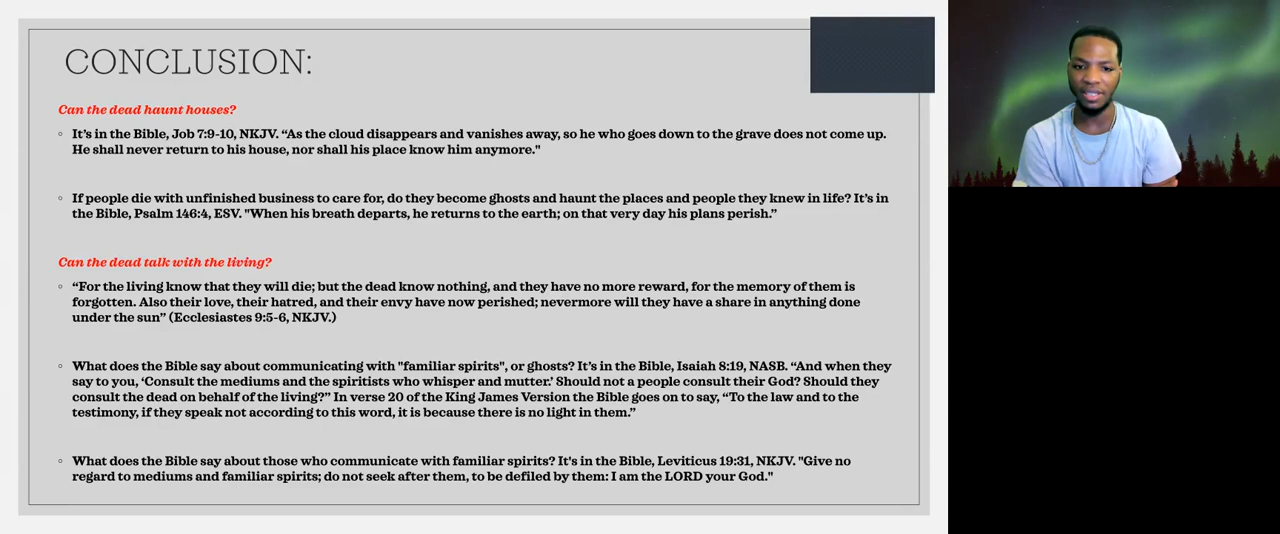 CONCLUSION:
Can the dead haunt houses?
It’s in the Bible, Job 7:9-10, NKJV. “As the cloud disappears and vanishes away, so he who goes down to the grave does not come up.
He shall never return to his house, nor shall his place know him anymore."
If people die with unfinished business to care for, do they become ghosts and haunt the places and people they knew in life? It’s in
the Bible, Psalm 146:4, ESV. "When his breath departs, he returns to the earth; on that very day his plans perish.”
Can the dead talk with the living?
“For the living know that they will die; but the dead know nothing, and they have no more reward, for the memory of them is
forgotten. Also their love, their hatred, and their envy have now perished; nevermore will they have a share in anything done
under the sun” (Ecclesiastes 9:5-6, NKJV.)
What does the Bible say about communicating with "familiar spirits", or ghosts? It’s in the Bible, Isaiah 8:19, NASB. “And when they
say to you, ‘Consult the mediums and the spiritists who whisper and mutter.’ Should not a people consult their God? Should they
consult the dead on behalf of the living?” In verse 20 of the King James Version the Bible goes on to say, “To the law and to the
testimony, if they speak not according to this word, it is because there is no light in them.”
What does the Bible say about those who communicate with familiar spirits? It's in the Bible, Leviticus 19:31, NKJV. "Give no
regard to mediums and familiar spirits; do not seek after them, to be defiled by them: I am the LORD your God."